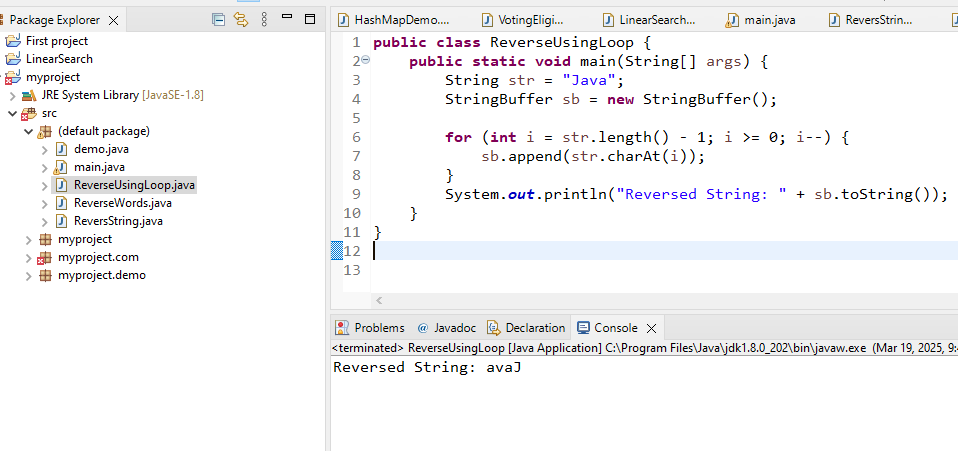 Package Explorer
First project
LinearSearch
myproject
JRE System Library [JavaSE-1.8]
src
(default package)
demo.java
main.java
ReverseUsingLoop.java
ReverseWords.java
ReversString.java
myproject
myproject.com
myproject.demo
HashMapDemo.... VotingEligi... LinearSearch... main.java ReversStrin...
1 public class ReverseUsingLoop {
2 public static void main(String[] args) {
3 String str = "Java";
4 StringBuffer sb = new StringBuffer();
5
6 for (int i = str.length() - 1; i >= 0; i--) {
7 sb.append(str.charAt(i));
8 }
9 System.out.println("Reversed String: " + sb.toString());
10 }
11 }
12
13
Problems @ Javadoc Declaration Console
<terminated> ReverseUsingLoop [Java Application] C:\Program Files\Java\jdk1.8.0_202\bin\javaw.exe (Mar 19, 2025, 9:
Reversed String: avaJ